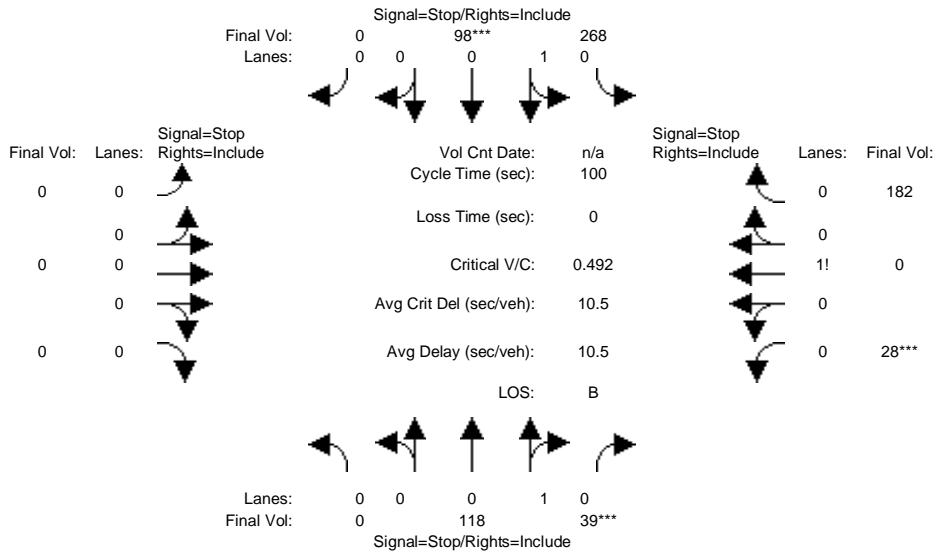 Signal=Stop/Rights=Include
Final Vol: 0 98*** 268
Lanes: 0 0 0 1 0
Signal=Stop Signal=Stop
Final Vol: Lanes: Rights=Include Vol Cnt Date: n/a Rights=Include Lanes: Final Vol:
Cycle Time (sec): 100
0 0 0 182
Loss Time (sec): 0
0 0
0 0 Critical V/C: 0.492 1! 0
0 Avg Crit Del (sec/veh): 10.5 0
0 0 Avg Delay (sec/veh): 10.5 0 28***
LOS: B
Lanes: 0 0 0 1 0
Final Vol: 0 118 39***
Signal=Stop/Rights=Include